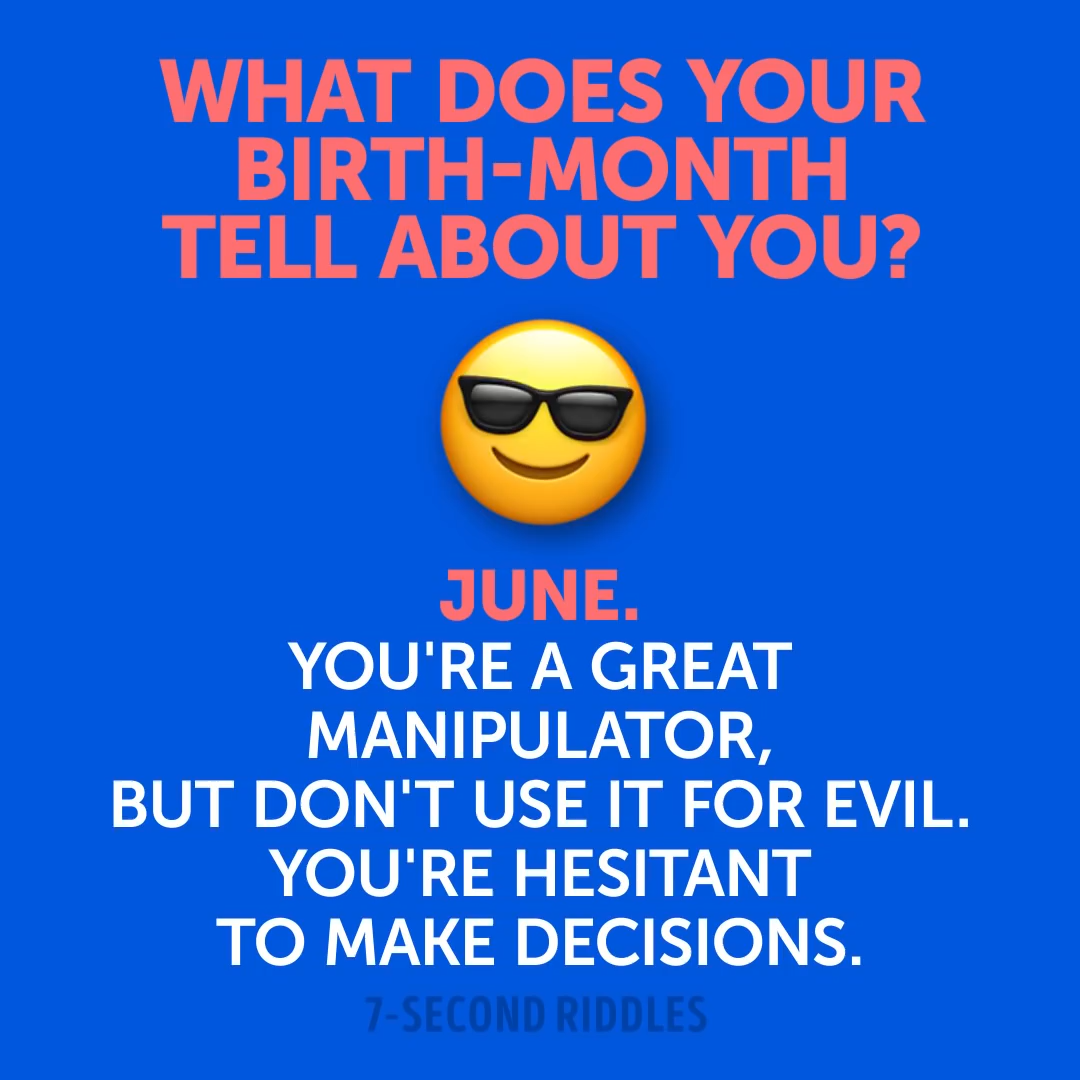 WHAT DOES YOUR
BIRTH-MONTH
TELL ABOUT YOU?
JUNE.
YOU'RE A GREAT
MANIPULATOR,
BUT DON'T USE IT FOR EVIL.
YOU'RE HESITANT
TO MAKE DECISIONS.
7-SECOND RIDDLES